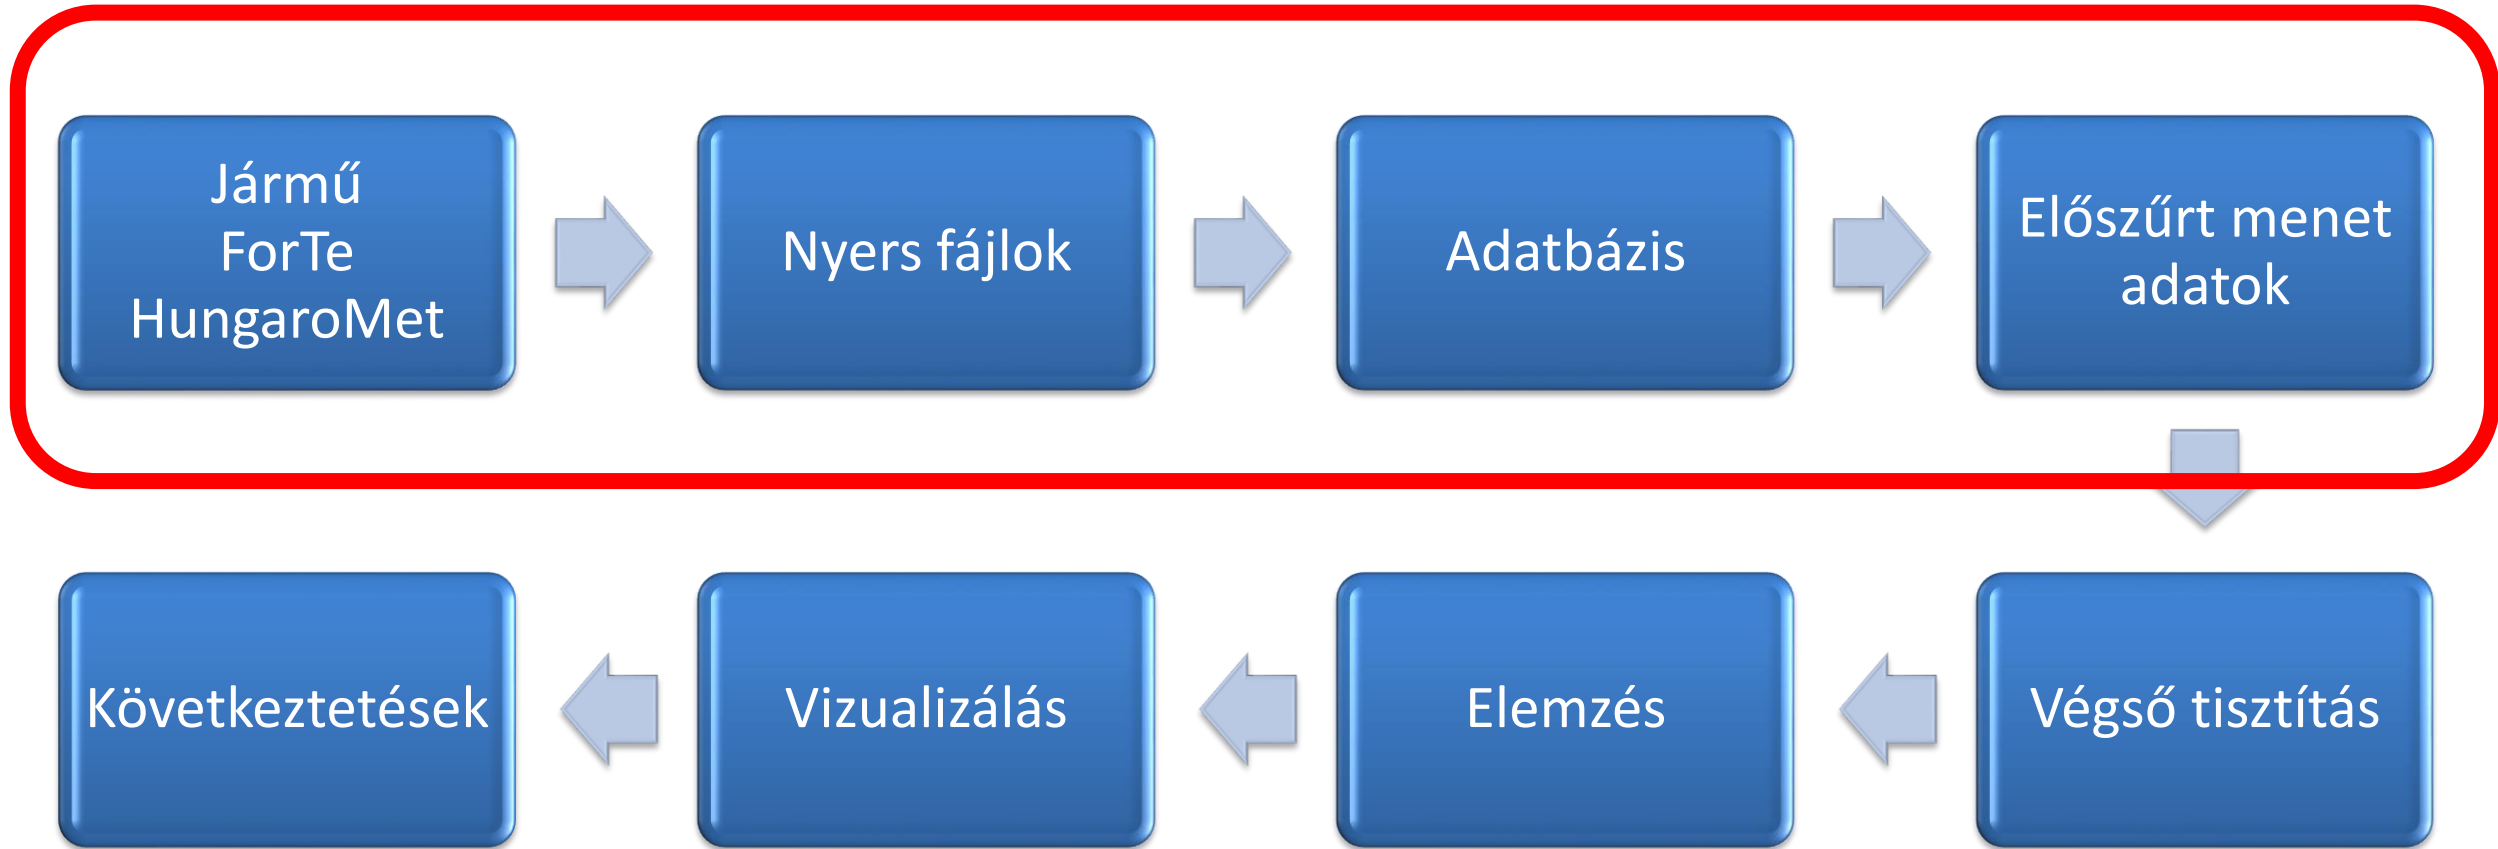 Jármű
ForTe
HungaroMet
Nyers fájlok
Adatbázis
Előszűrt menet
adatok
Végső tisztítás
Elemzés
Vizualizálás
Következtetések